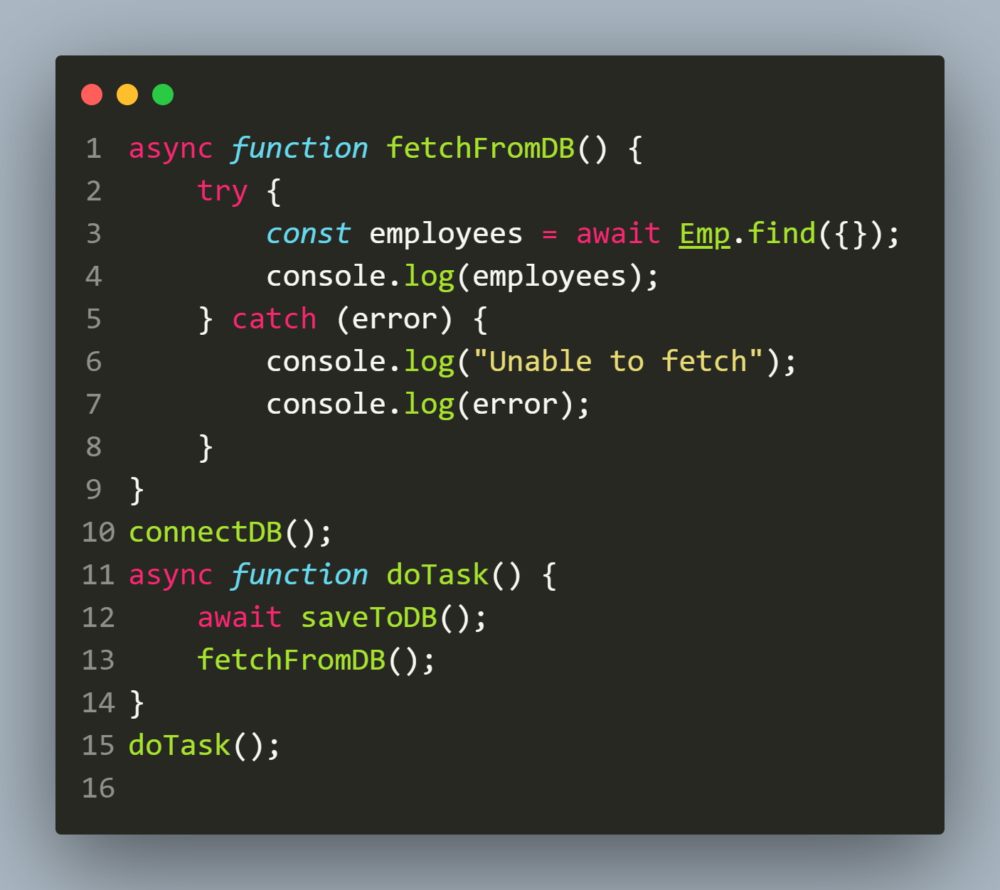 1 async function fetchFromDB() {
2     try {
3         const employees = await Emp.find({});
4         console.log(employees);
5     } catch (error) {
6         console.log("Unable to fetch");
7         console.log(error);
8     }
9 }
10 connectDB();
11 async function doTask() {
12     await saveToDB();
13     fetchFromDB();
14 }
15 doTask();
16